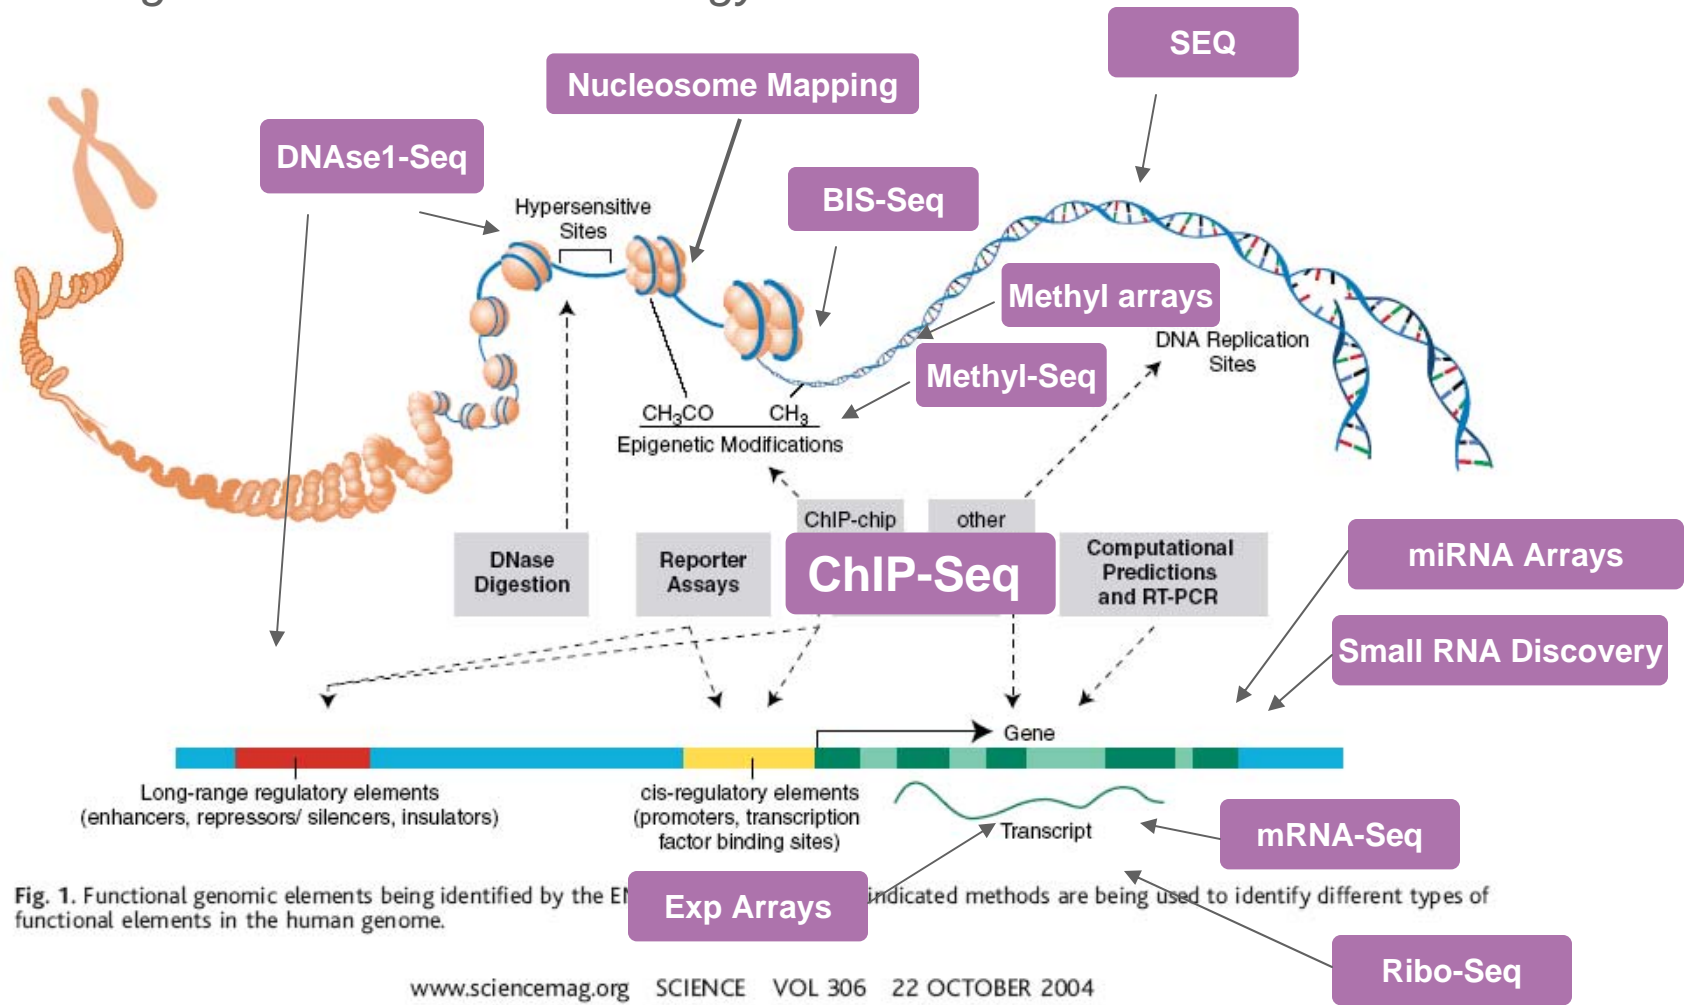 SEQ
Nucleosome Mapping
DNAse1-Seq
BIS-Seq
Hypersensitive
Sites
Methyl arrays
DNA Replication
Sites
Methyl-Seq
CH3CO
CH3
Epigenetic Modifications
ChIP-chip
other
DNase
Digestion
Reporter
Assays
ChIP-Seq
Computational
Predictions
and RT-PCR
miRNA Arrays
Small RNA Discovery
Gene
Long-range regulatory elements
(enhancers, repressors/ silencers, insulators)
cis-regulatory elements
(promoters, transcription
factor binding sites)
Transcript
mRNA-Seq
Fig. 1. Functional genomic elements being identified by the indicated methods are being used to identify different types of
functional elements in the human genome.
Exp Arrays
Ribo-Seq
www.sciencemag.org SCIENCE VOL 306 22 OCTOBER 2004